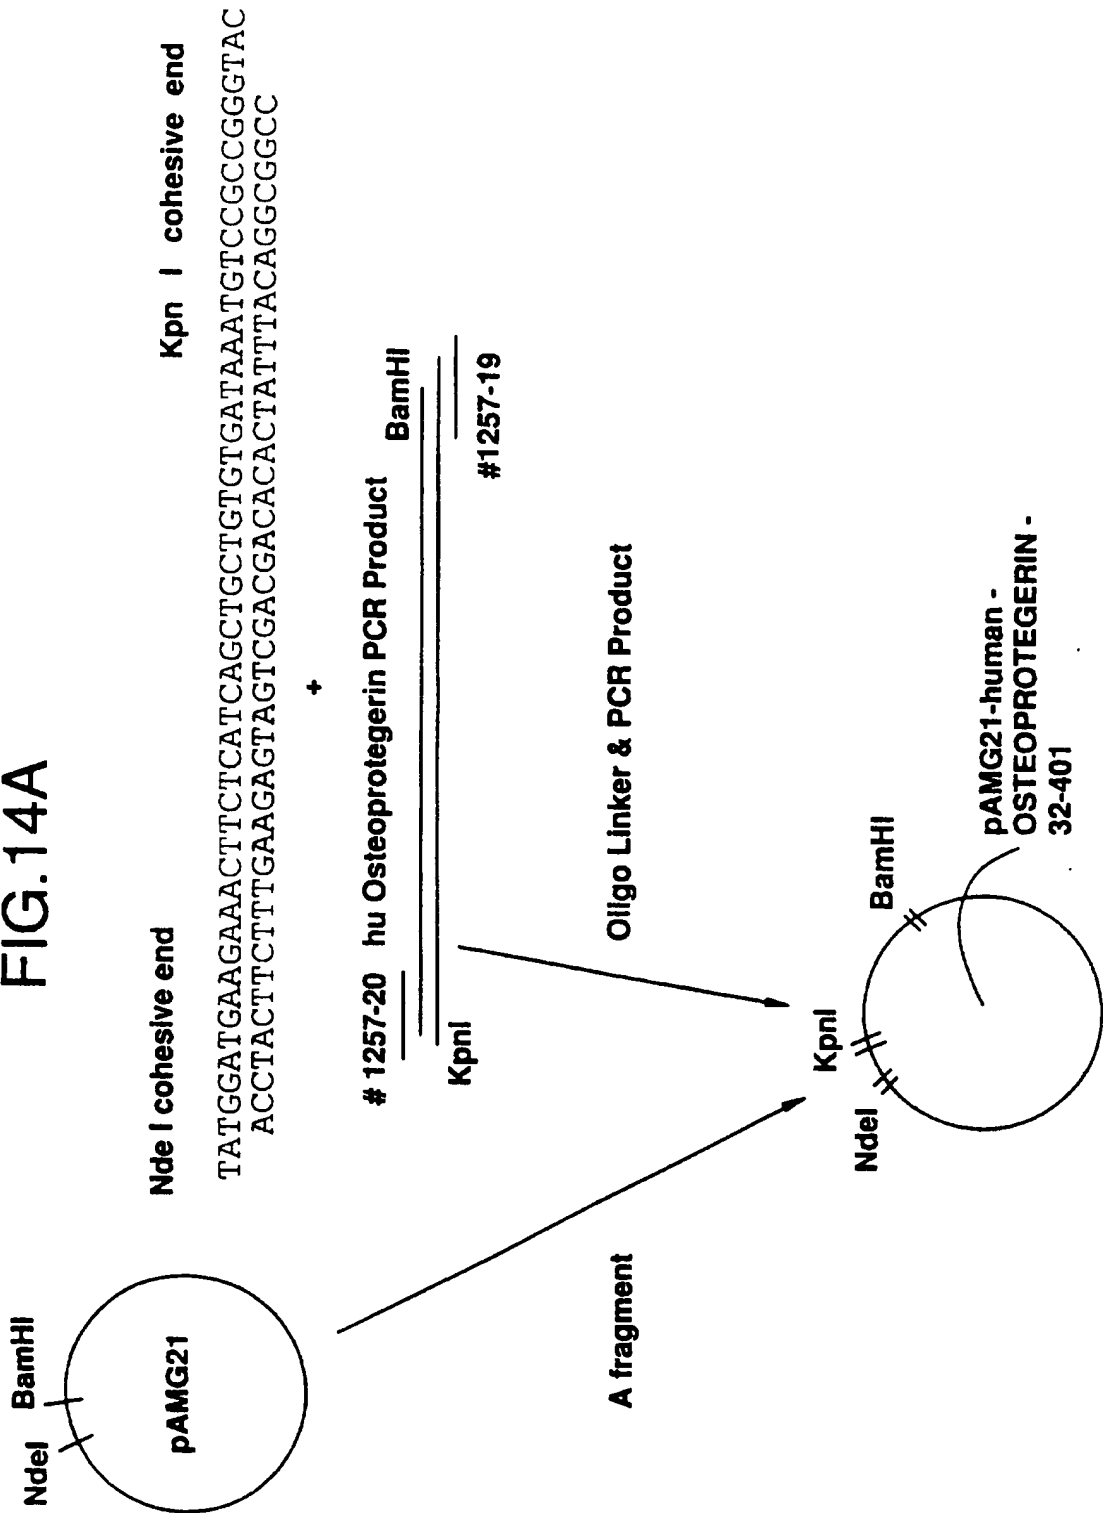 FIG.14A
NdeI
BamHI
pAMG21
Nde I cohesive end
Kpn I cohesive end
TATGGATGAAGAAACTTCTCATCAGCTGCTGTGTGATAAATGTCCGCCGGGTAC
ACCTACTTCTTTGAAGAGTAGTCGACGACACACTATTTACAGGCGGCC
+
# 1257-20 hu Osteoprotegerin PCR Product
BamHI
KpnI
#1257-19
A fragment
Oligo Linker & PCR Product
NdeI
KpnI
BamHI
pAMG21-human -
OSTEOPROTEGERIN -
32-401